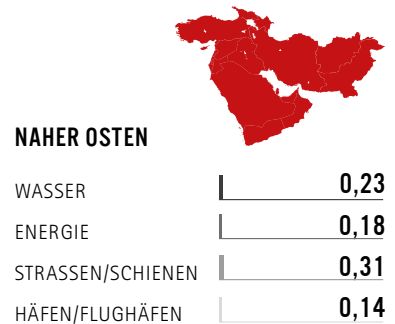 NAHER OSTEN
WASSER 0,23
ENERGIE 0,18
STRASSEN/SCHIENEN 0,31
HÄFEN/FLUGHÄFEN 0,14